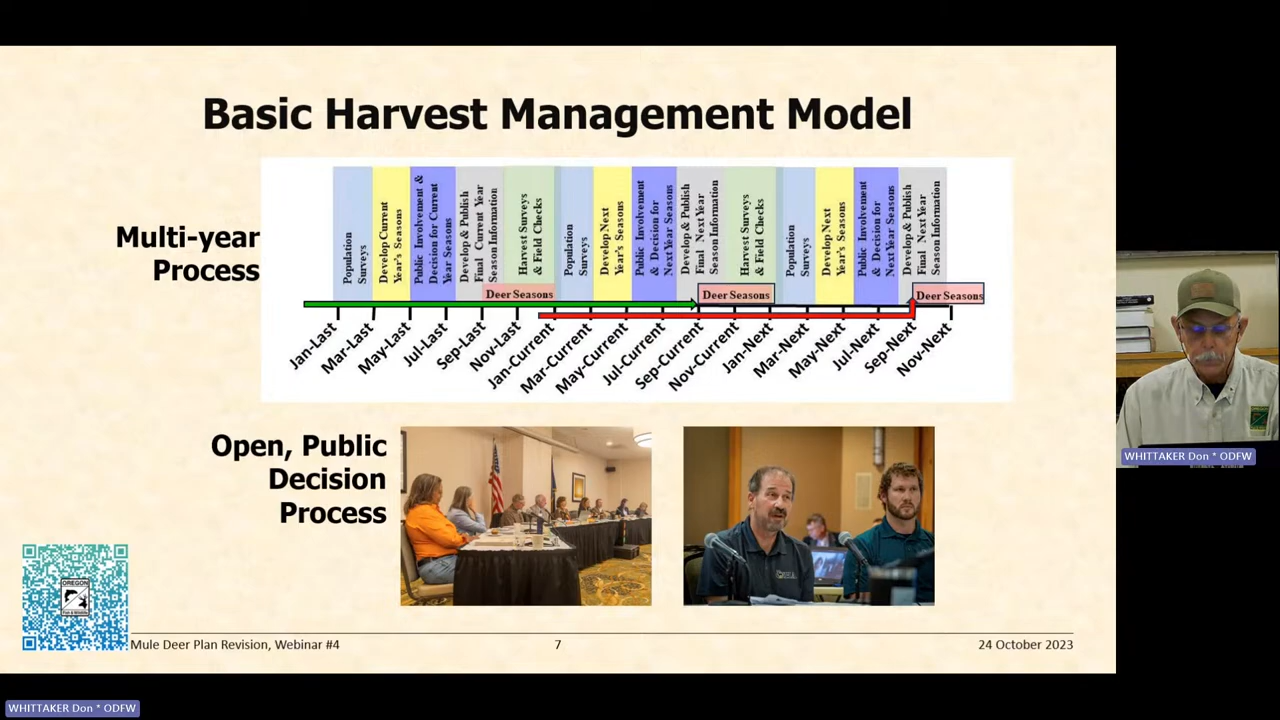 Basic Harvest Management Model
Multi-year
Process
Population
Surveys
Develop Current
Year's Seasons
Public Involvement &
Decision for Current
Year Seasons
Develop & Publish
Final Current Year
Season Information
Harvest Surveys
& Field Checks
Population
Surveys
Develop Next
Year's Seasons
Public Involvement
& Decision for
Next Year Seasons
Develop & Publish
Final Next Year
Season Information
Harvest Surveys
& Field Checks
Population
Surveys
Develop Next
Year's Seasons
Public Involvement
& Decision for
Next Year Seasons
Develop & Publish
Final Next Year
Season Information
Deer Seasons
Deer Seasons
Deer Seasons
Jan-Last
Mar-Last
May-Last
Jul-Last
Sep-Last
Nov-Last
Jan-Current
Mar-Current
May-Current
Jul-Current
Sep-Current
Nov-Current
Jan-Next
Mar-Next
May-Next
Jul-Next
Sep-Next
Nov-Next
Open, Public
Decision
Process
OREGON
Fish & Wildlife
Mule Deer Plan Revision, Webinar #4
7
24 October 2023
WHITTAKER Don * ODFW
WHITTAKER Don * ODFW